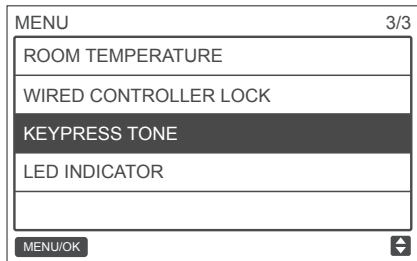 MENU 3/3
ROOM TEMPERATURE
WIRED CONTROLLER LOCK
KEYPRESS TONE
LED INDICATOR
MENU/OK